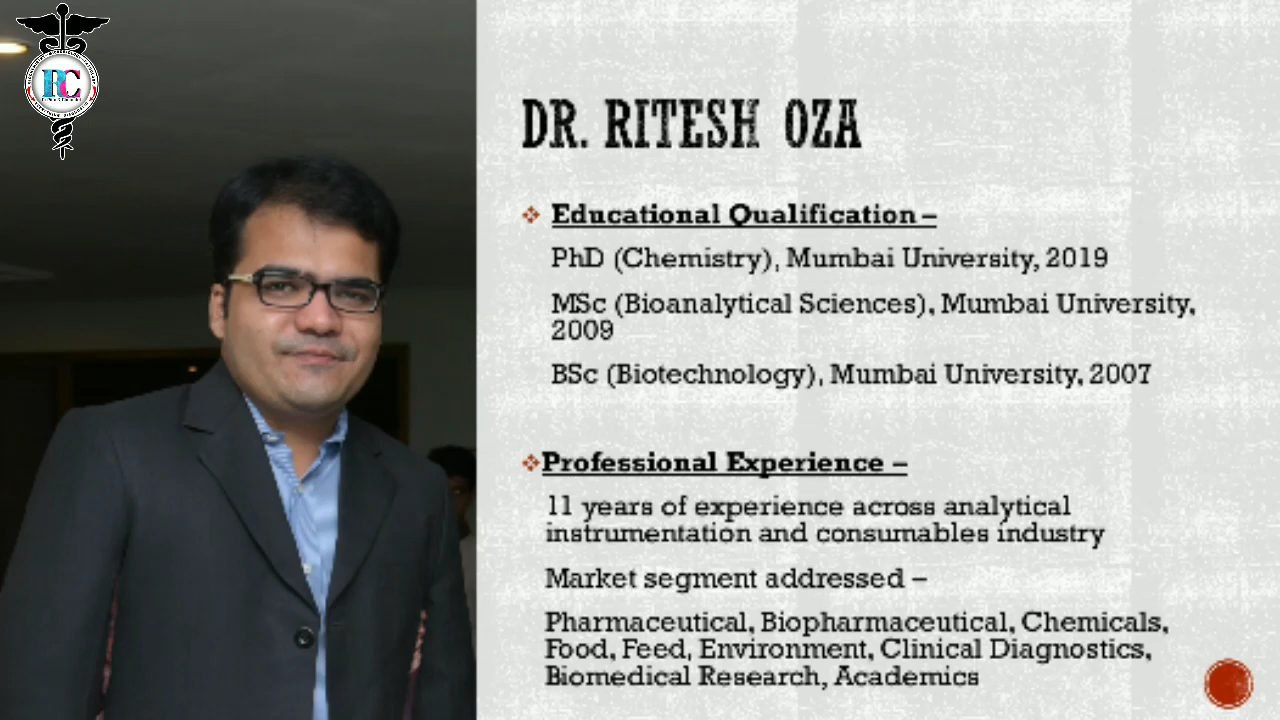 DR. RITESH OZA
Educational Qualification –
PhD (Chemistry), Mumbai University, 2019
MSc (Bioanalytical Sciences), Mumbai University,
2009
BSc (Biotechnology), Mumbai University, 2007
Professional Experience –
11 years of experience across analytical
instrumentation and consumables industry
Market segment addressed –
Pharmaceutical, Biopharmaceutical, Chemicals,
Food, Feed, Environment, Clinical Diagnostics,
Biomedical Research, Academics